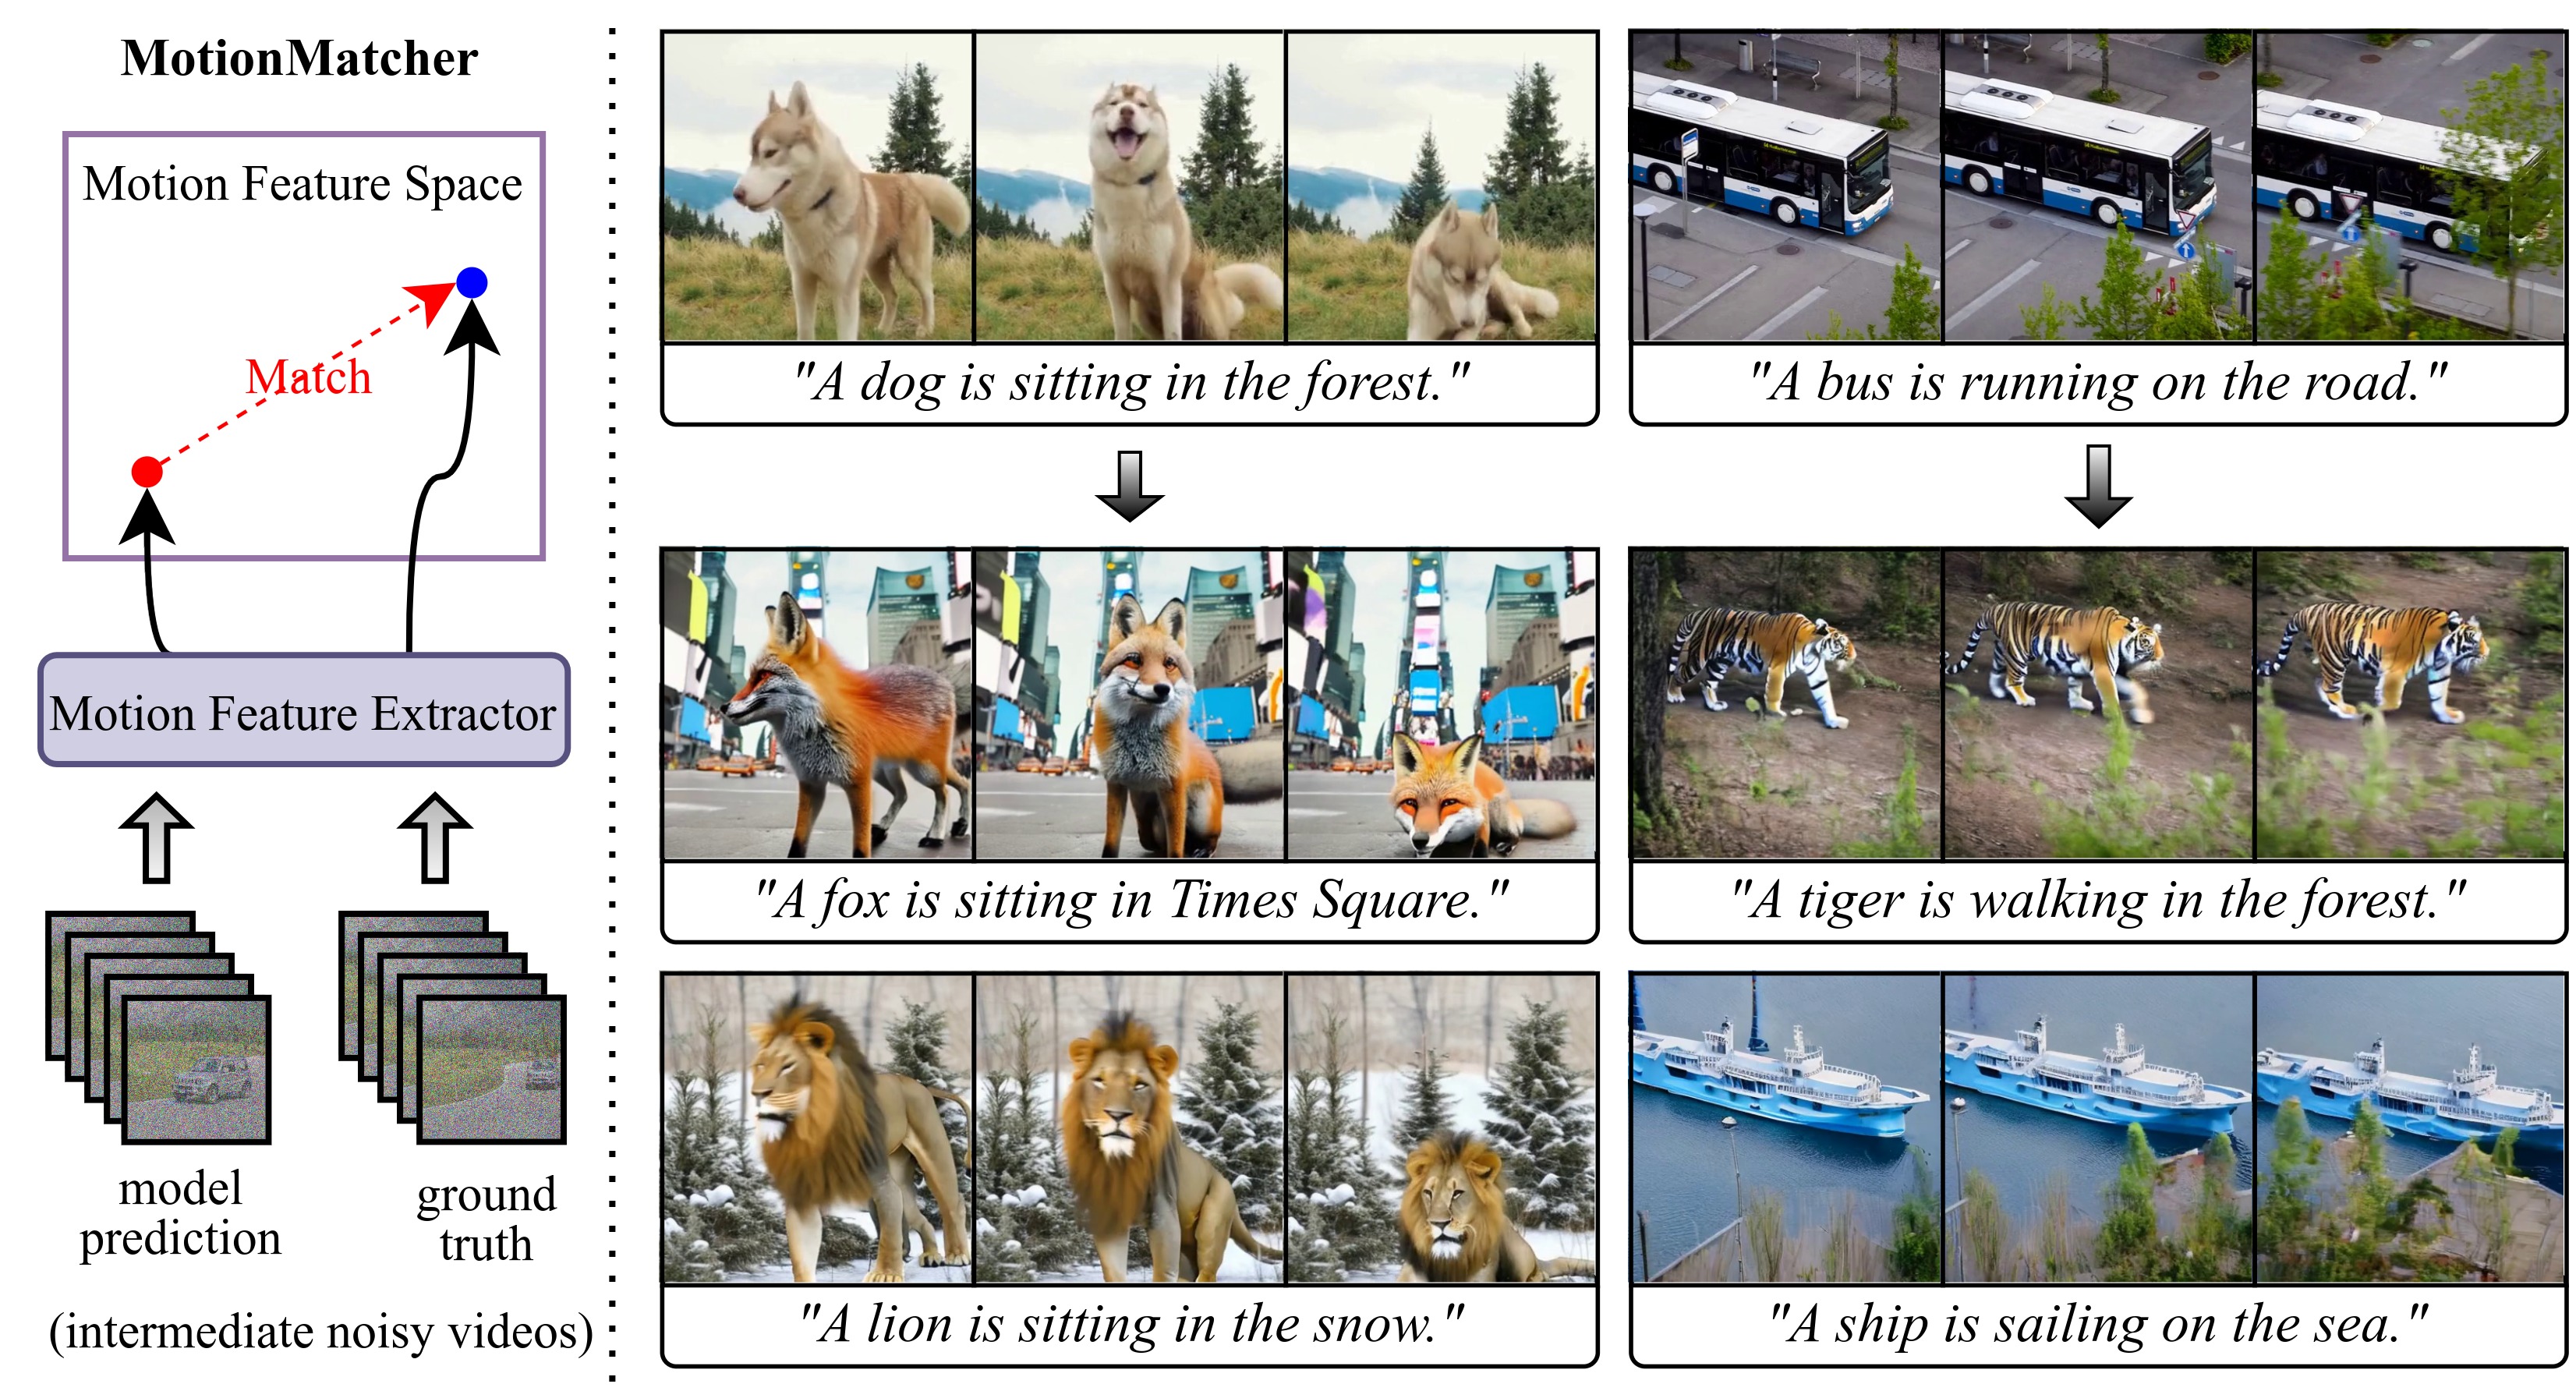 MotionMatcher
Motion Feature Space
Match
Motion Feature Extractor
model
prediction
ground
truth
(intermediate noisy videos)
"A dog is sitting in the forest."
"A bus is running on the road."
"A fox is sitting in Times Square."
"A tiger is walking in the forest."
"A lion is sitting in the snow."
"A ship is sailing on the sea."